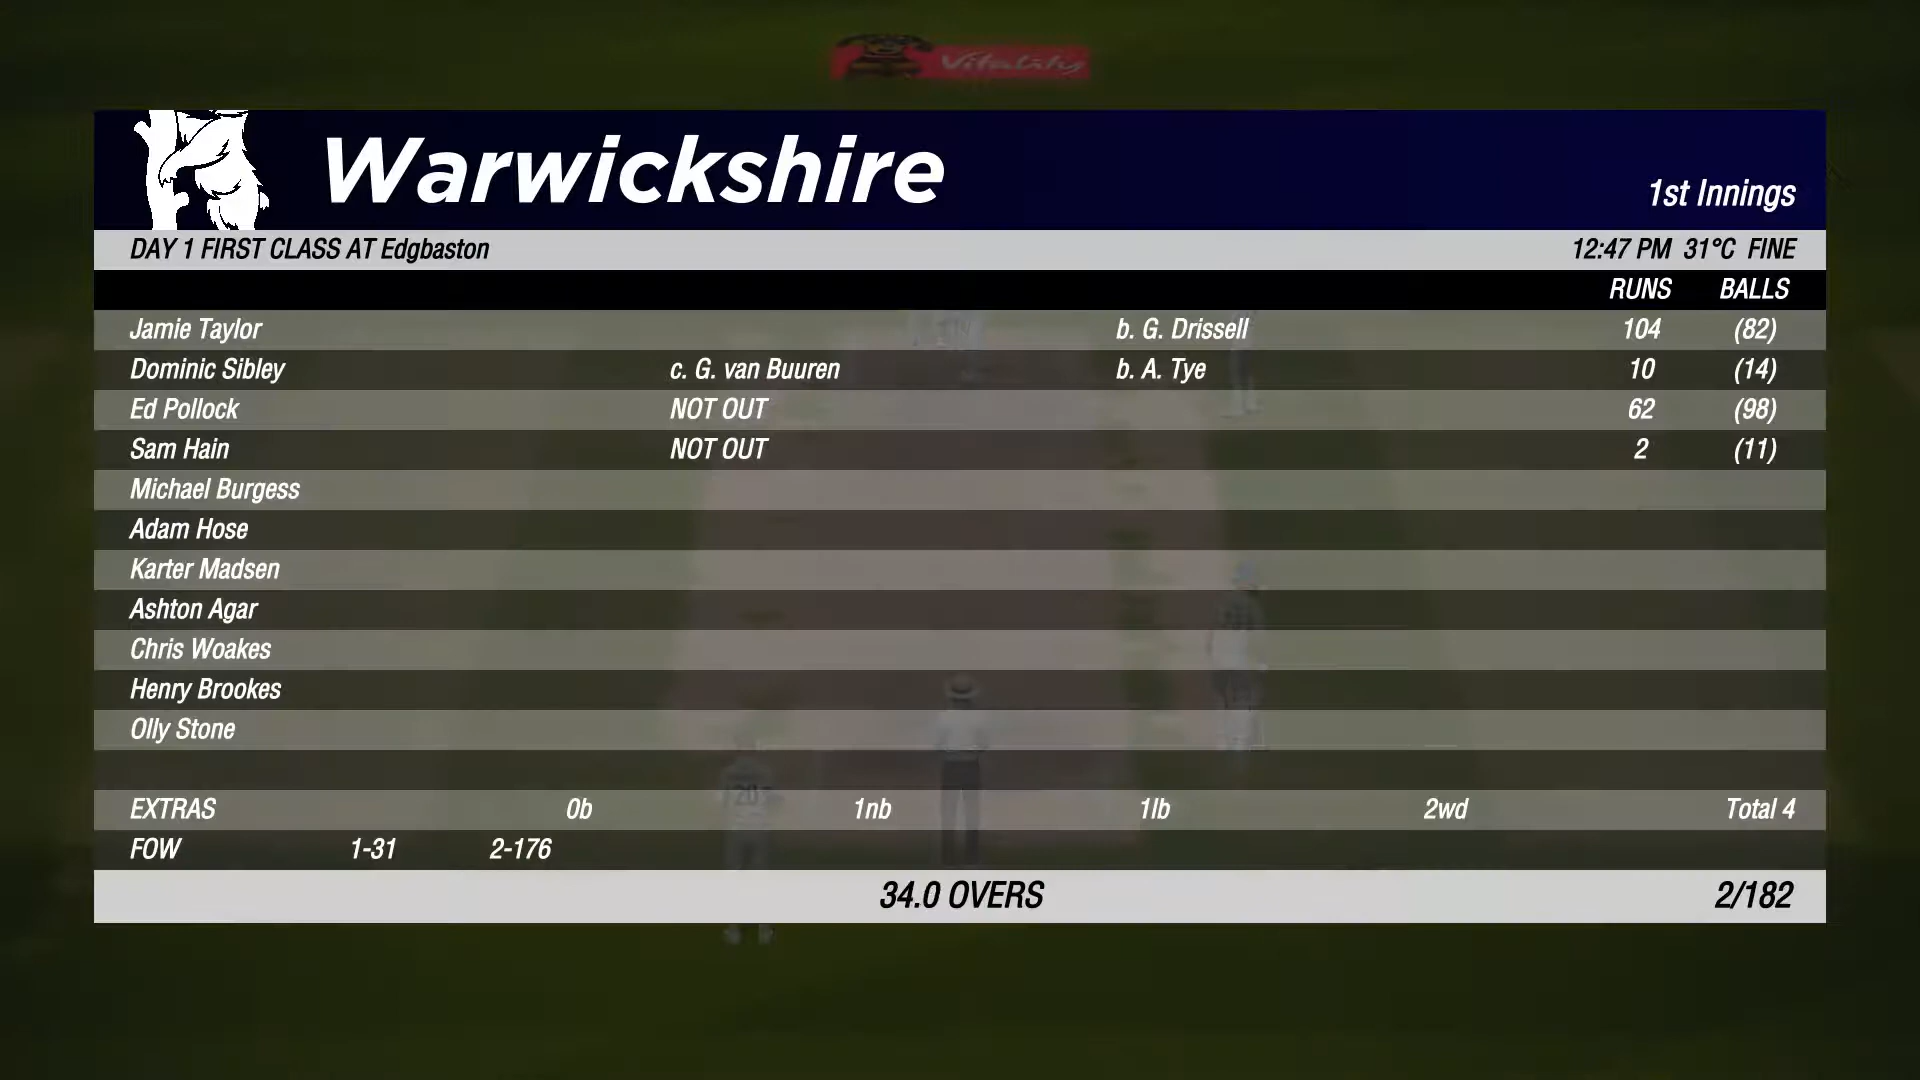 Vitality
Warwickshire
1st Innings
DAY 1 FIRST CLASS AT Edgbaston 12:47 PM 31°C FINE
RUNS BALLS
Jamie Taylor b. G. Drissell 104 (82)
Dominic Sibley c. G. van Buuren b. A. Tye 10 (14)
Ed Pollock NOT OUT 62 (98)
Sam Hain NOT OUT 2 (11)
Michael Burgess
Adam Hose
Karter Madsen
Ashton Agar
Chris Woakes
Henry Brookes
Olly Stone
EXTRAS 0b 1nb 1lb 2wd Total 4
FOW 1-31 2-176
34.0 OVERS 2/182